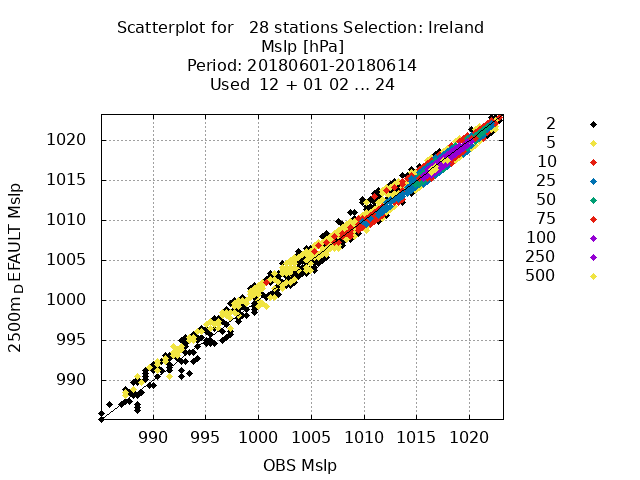 Scatterplot for   28 stations Selection: Ireland
Mslp [hPa]
Period: 20180601-20180614
Used  12 + 01 02 ... 24
2500m_DEFAULT Mslp
1020
1015
1010
1005
1000
995
990
990 995 1000 1005 1010 1015 1020
OBS Mslp
2
5
10
25
50
75
100
250
500